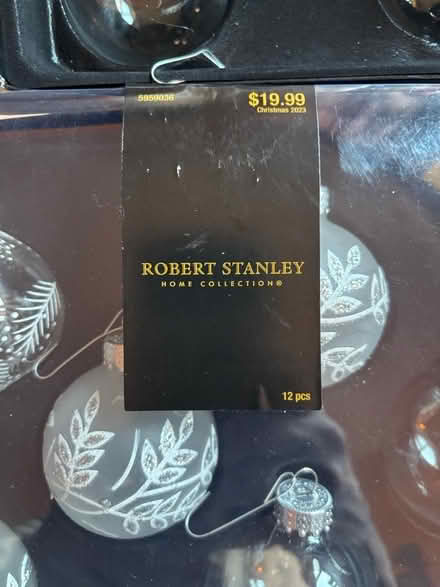 5959036 $19.99
Christmas 2023
ROBERT STANLEY
HOME COLLECTION®
12 pcs